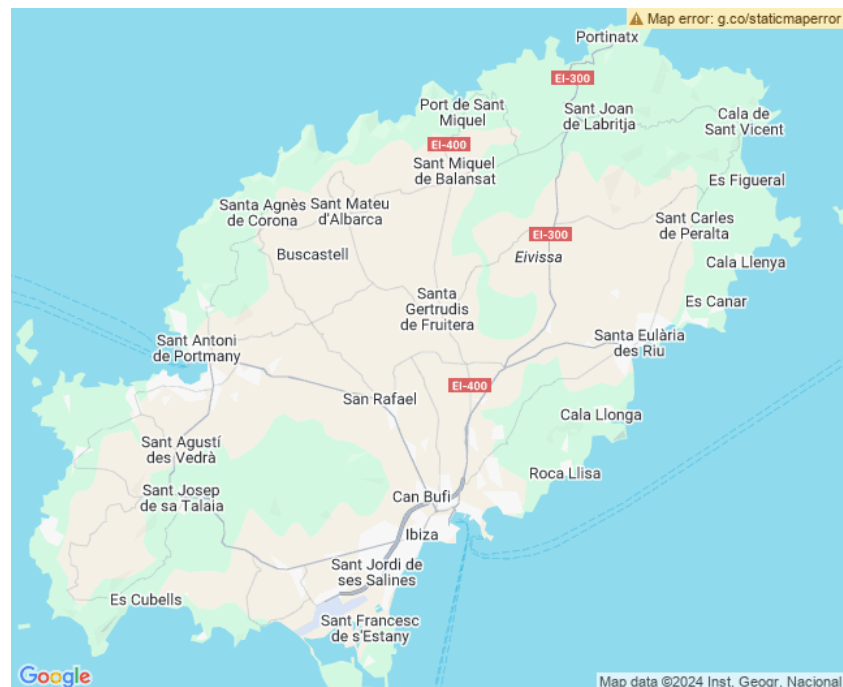 Map error: g.co/staticmaperror
Portinatx
EI-300
Port de Sant
Miquel
Sant Joan
de Labritja
Cala de
Sant Vicent
EI-400
Sant Miquel
de Balansat
Es Figueral
Santa Agnès
de Corona
Sant Mateu
d'Albarca
Sant Carles
de Peralta
EI-300
Buscastell
Eivissa
Cala Llenya
Santa
Gertrudis
de Fruitera
Es Canar
Sant Antoni
de Portmany
Santa Eulària
des Riu
EI-400
San Rafael
Cala Llonga
Sant Agustí
des Vedrà
Roca Llisa
Sant Josep
de sa Talaia
Can Bufi
Ibiza
Sant Jordi de
ses Salines
Es Cubells
Sant Francesc
de s'Estany
Google
Map data ©2024 Inst. Geogr. Nacional